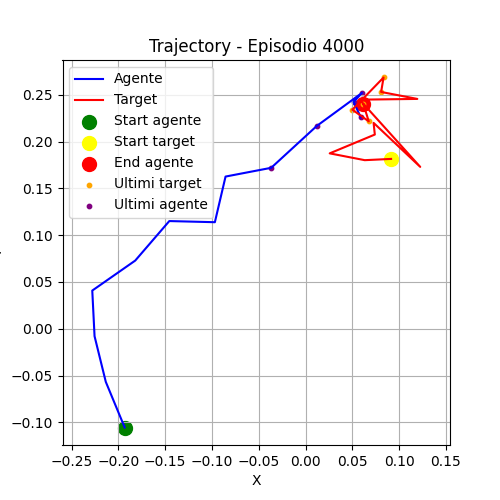 Trajectory - Episodio 4000
Agente
Target
Start agente
Start target
End agente
Ultimi target
Ultimi agente
0.25
0.20
0.15
0.10
0.05
0.00
−0.05
−0.10
−0.25 −0.20 −0.15 −0.10 −0.05 0.00 0.05 0.10 0.15
X